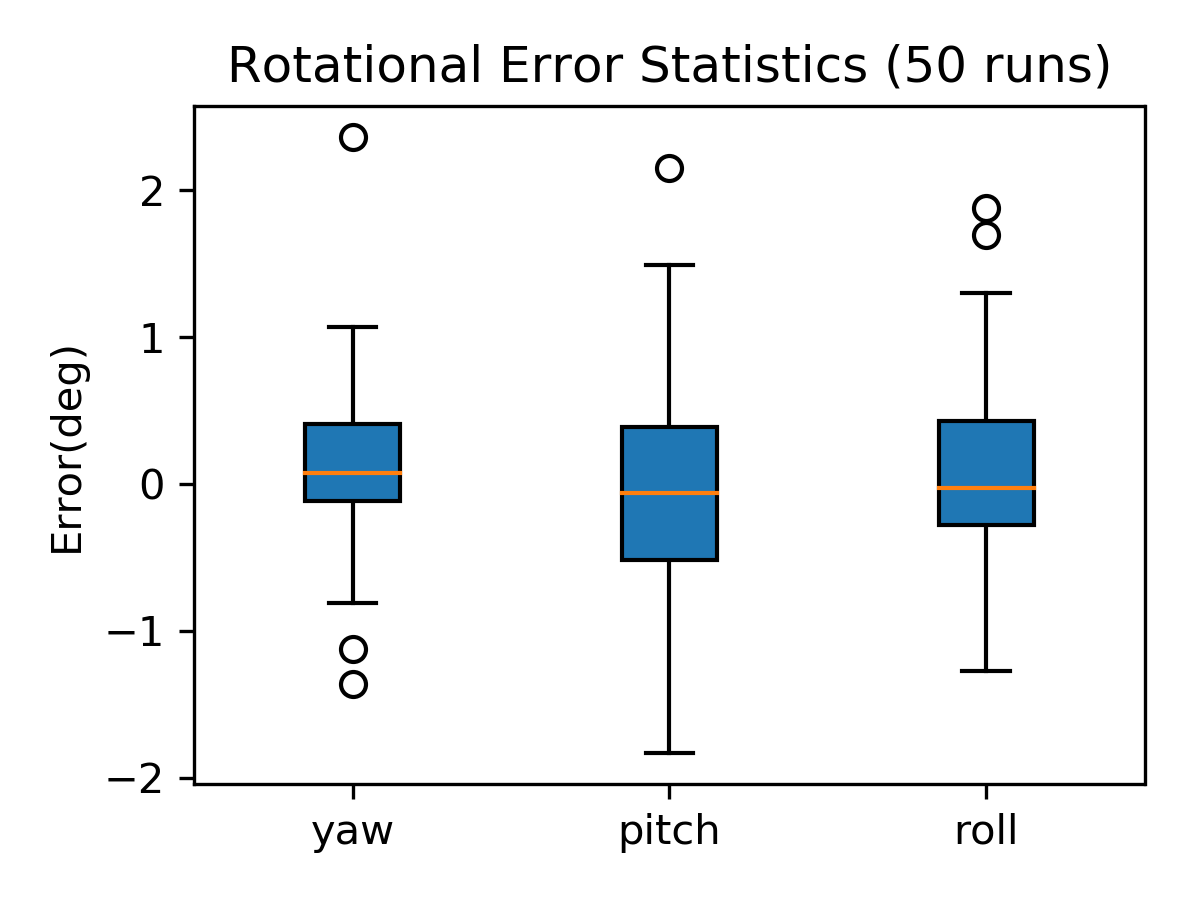 Rotational Error Statistics (50 runs)
Error(deg)
2
1
0
−1
−2
yaw pitch roll